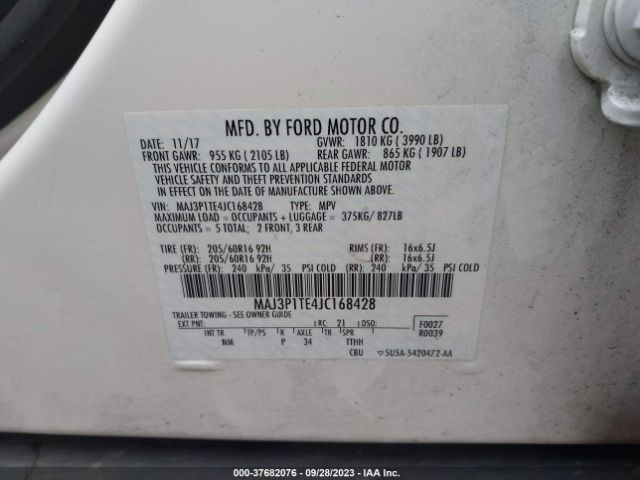 MFD. BY FORD MOTOR CO.
DATE: 11/17 GVWR: 1810 KG ( 3990 LB)
FRONT GAWR: 955 KG ( 2105 LB) REAR GAWR: 865 KG ( 1907 LB)
THIS VEHICLE CONFORMS TO ALL APPLICABLE FEDERAL MOTOR
VEHICLE SAFETY AND THEFT PREVENTION STANDARDS
IN EFFECT ON THE DATE OF MANUFACTURE SHOWN ABOVE.
VIN: MAJ3P1TE4JC168428 TYPE: MPV
MAXIMUM LOAD = OCCUPANTS + LUGGAGE = 375KG/ 827LB
OCCUPANTS = 5 TOTAL; 2 FRONT, 3 REAR
TIRE (FR): 205/60R16 92H RIMS (FR): 16x6.5J
(RR): 205/60R16 92H (RR): 16x6.5J
PRESSURE (FR): 240 kPa/ 35 PSI COLD (RR): 240 kPa/ 35 PSI COLD
MAJ3P1TE4JC168428
TRAILER TOWING - SEE OWNER GUIDE
EXT PNT: RC: 21 DSO: F0027
INT TR TP/PS R AXLE TR SPR R0039
NM P 34 TTHH
CBU SU5A-5420472-AA
000-37682076 - 09/28/2023 - IAA Inc.